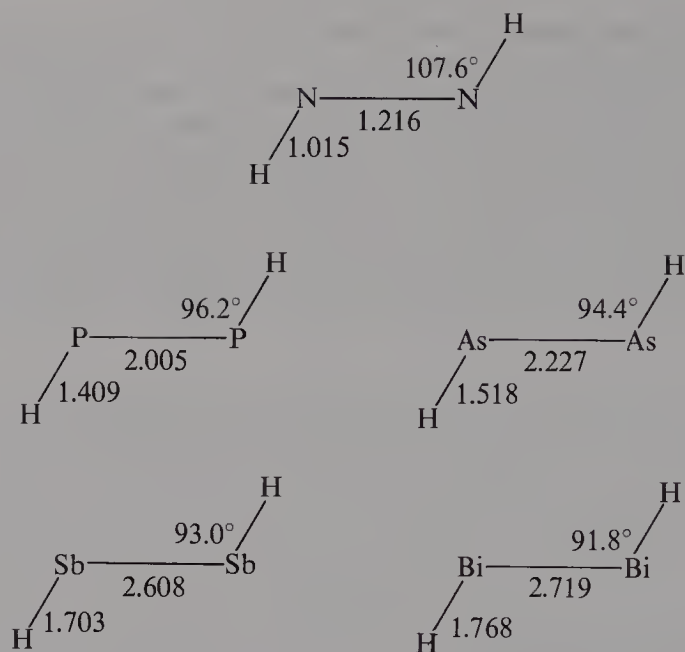 H
107.6°
N N
1.216
1.015
H
H H
96.2° 94.4°
P P As As
2.005 2.227
1.409 1.518
H H
H H
93.0° 91.8°
Sb Sb Bi Bi
2.608 2.719
1.703 1.768
H H